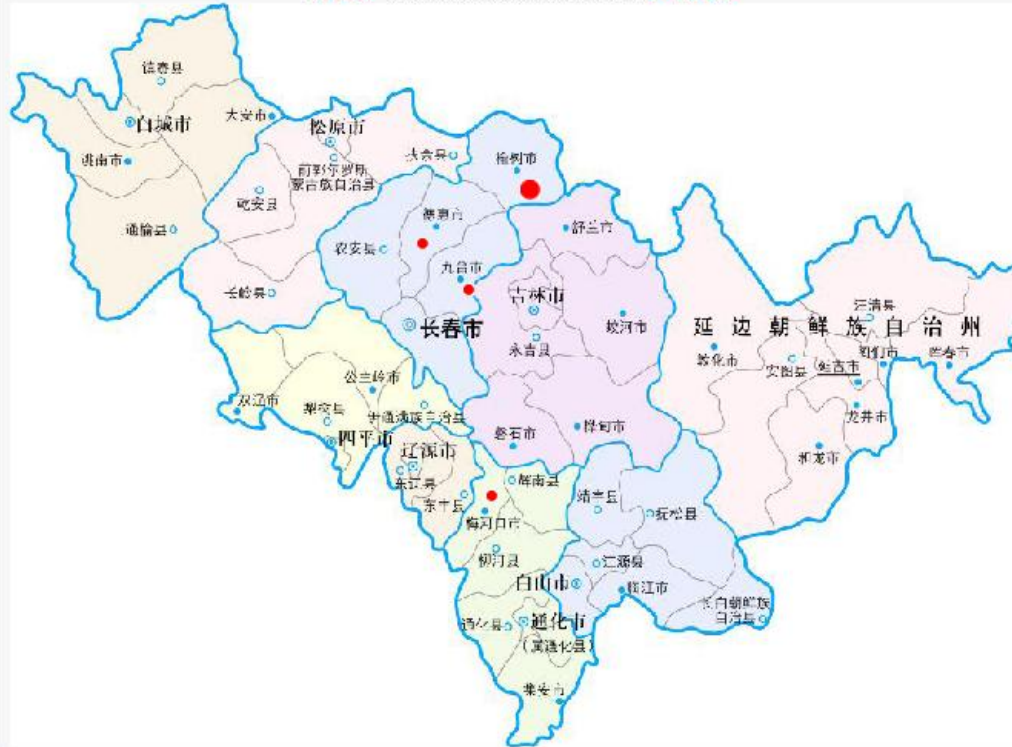 镇赉县
白城市
大安市
洮南市
通榆县
松原市
前郭尔罗斯
蒙古族自治县
扶余县
乾安县
长岭县
榆树市
德惠市
农安县
九台市
长春市
舒兰市
吉林市
永吉县
蛟河市
磐石市
桦甸市
延边朝鲜族自治州
敦化市
安图县
汪清县
图们市
延吉市
珲春市
龙井市
和龙市
双辽市
梨树县
公主岭市
伊通满族自治县
四平市
辽源市
东辽县
东丰县
辉南县
梅河口市
柳河县
通化县
通化市
(属通化县)
集安市
靖宇县
抚松县
江源县
白山市
临江市
长白朝鲜族
自治县